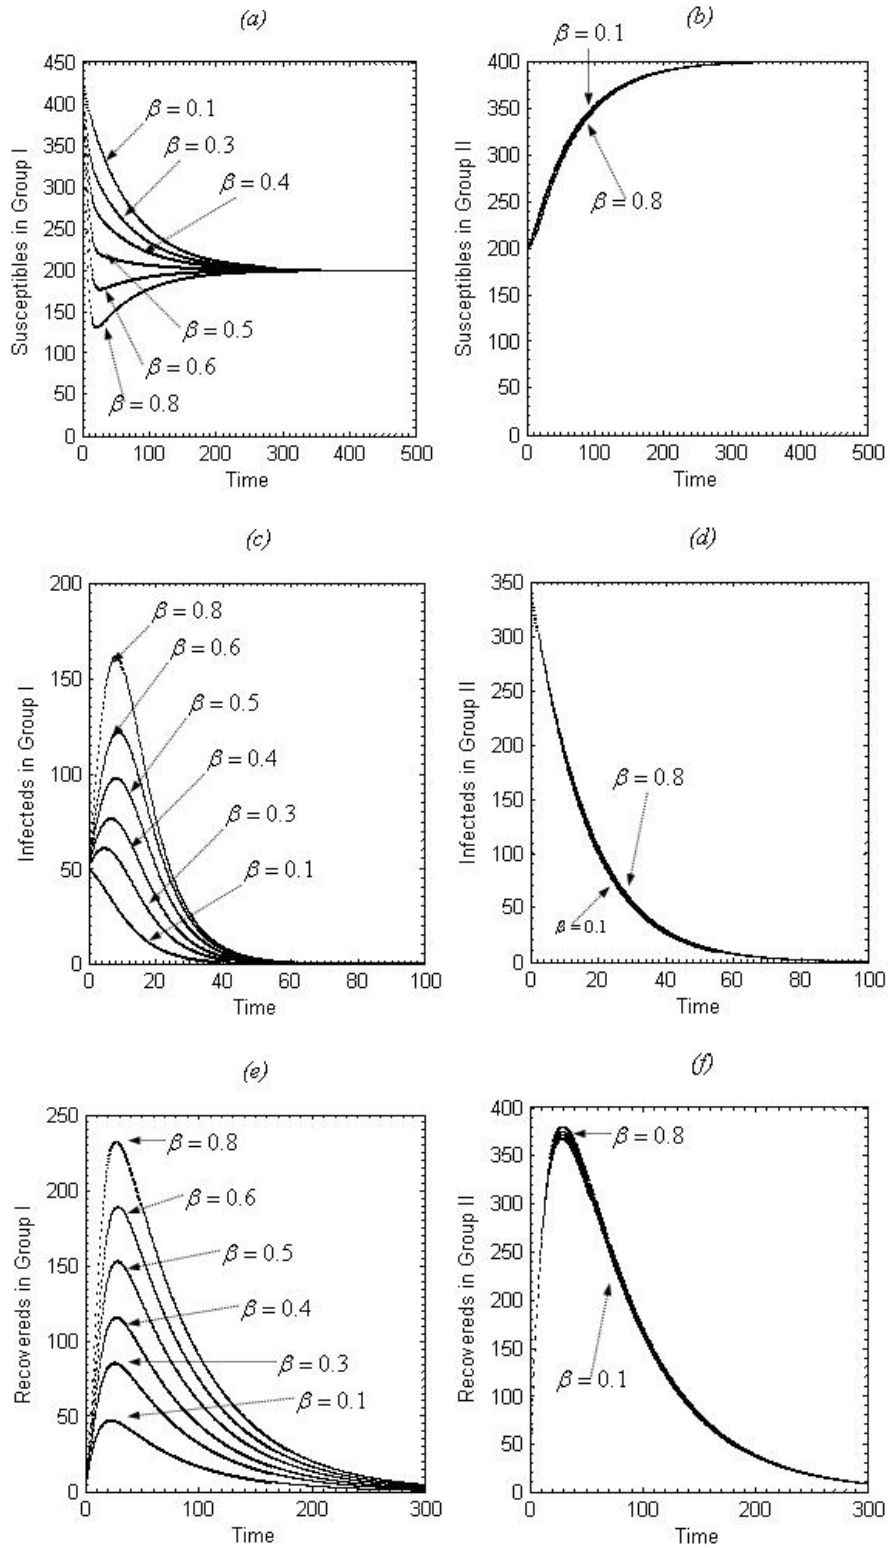 (a)
450
400
350
300
250
200
150
100
50
0
Susceptibles in Group I
β = 0.1
β = 0.3
β = 0.4
β = 0.5
β = 0.6
β = 0.8
0 100 200 300 400 500
Time
(b)
400
350
300
250
200
150
100
50
0
Susceptibles in Group II
β = 0.1
β = 0.8
0 100 200 300 400 500
Time
(c)
200
150
100
50
0
Infecteds in Group I
β = 0.8
β = 0.6
β = 0.5
β = 0.4
β = 0.3
β = 0.1
0 20 40 60 80 100
Time
(d)
350
300
250
200
150
100
50
0
Infecteds in Group II
β = 0.8
β = 0.1
0 20 40 60 80 100
Time
(e)
250
200
150
100
50
0
Recovereds in Group I
β = 0.8
β = 0.6
β = 0.5
β = 0.4
β = 0.3
β = 0.1
0 100 200 300
Time
(f)
400
350
300
250
200
150
100
50
0
Recovereds in Group II
β = 0.8
β = 0.1
0 100 200 300
Time